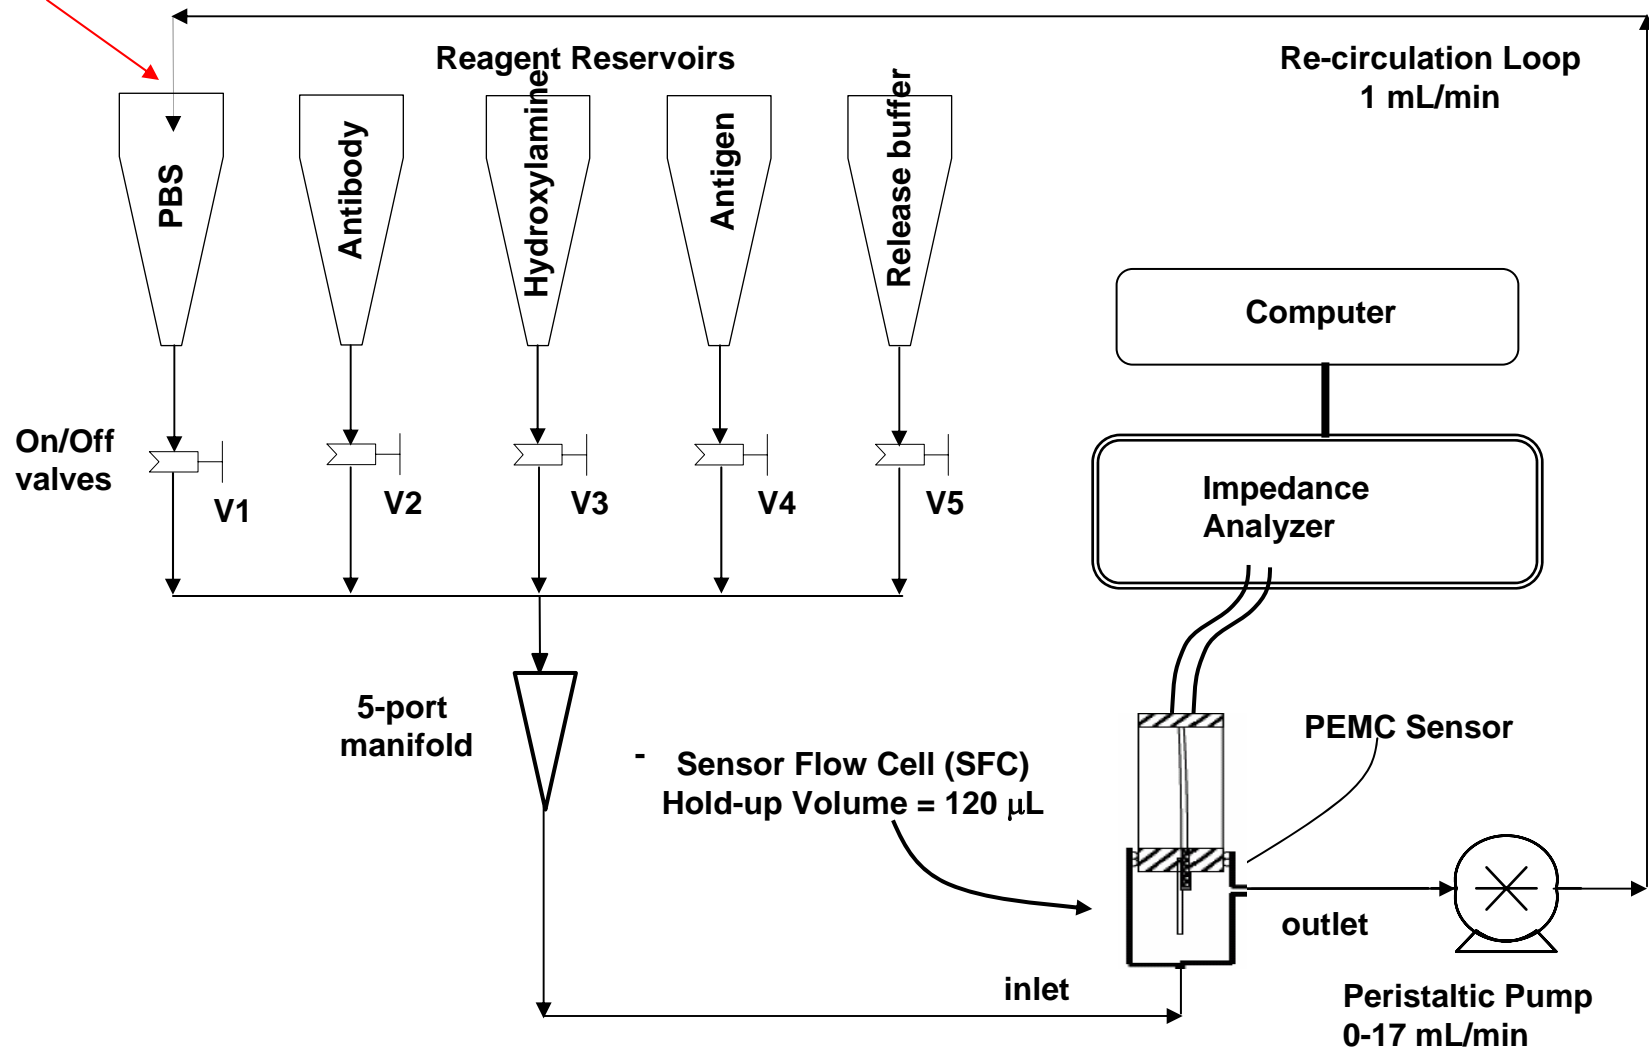 Reagent Reservoirs
Re-circulation Loop
1 mL/min
PBS
Antibody
Hydroxylamine
Antigen
Release buffer
Computer
On/Off
valves
V1
V2
V3
V4
V5
Impedance
Analyzer
5-port
manifold
- Sensor Flow Cell (SFC)
Hold-up Volume = 120 μL
PEMC Sensor
outlet
inlet
Peristaltic Pump
0-17 mL/min